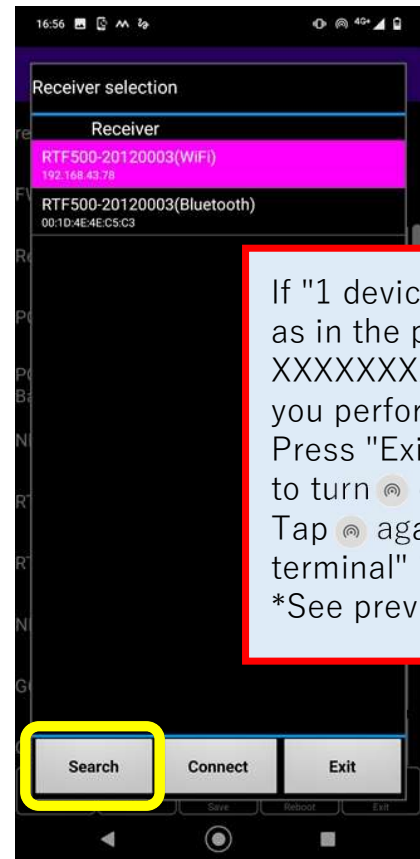 16:56
4G+
Receiver selection
Receiver
RTF500-20120003(WiFi)
192.168.43.78
RTF500-20120003(Bluetooth)
00:1D:4E:4E:C5:C3
If "1 devic
as in the p
XXXXXXX
you perfor
Press "Exi
to turn
Tap aga
terminal"
*See prev
Search Connect Exit
Save Reboot Exit